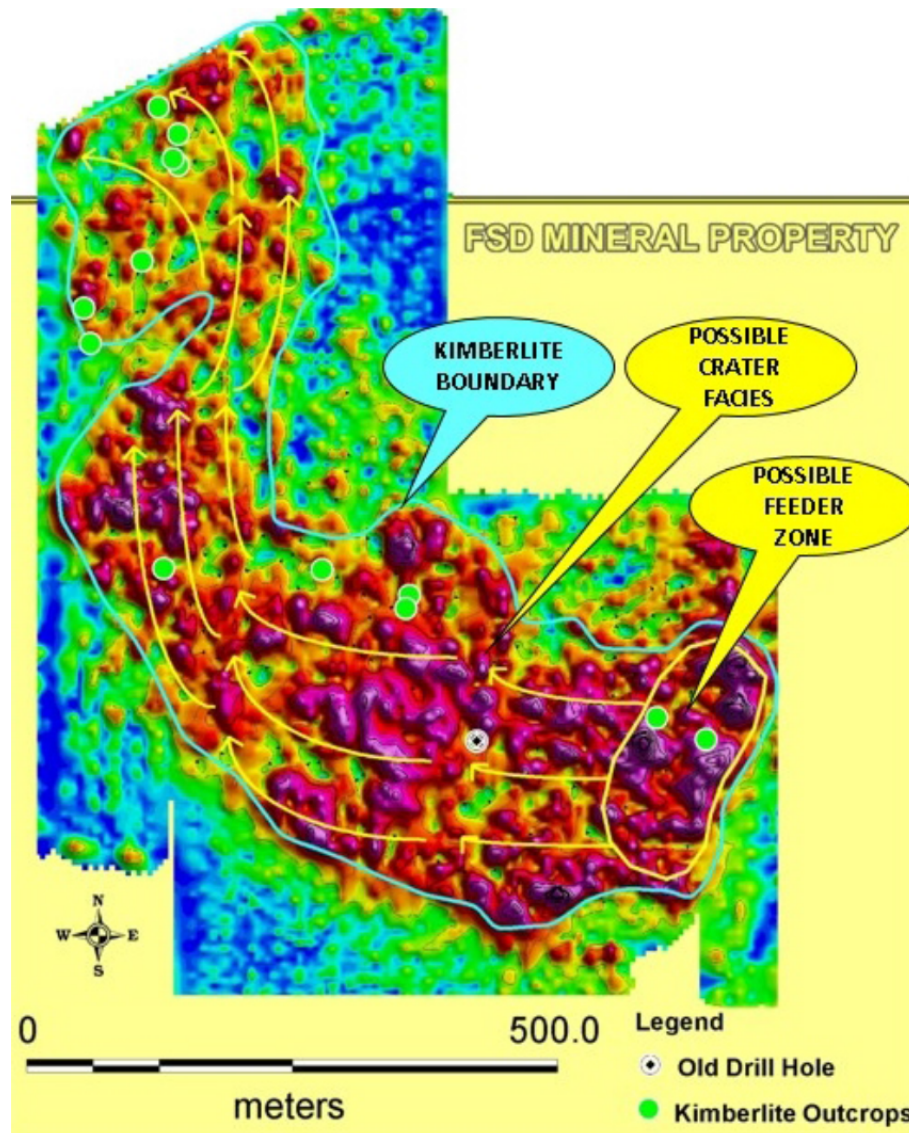 FSD MINERAL PROPERTY
KIMBERLITE
BOUNDARY
POSSIBLE
CRATER
FACIES
POSSIBLE
FEEDER
ZONE
N
W E
S
0 500.0
meters
Legend
Old Drill Hole
Kimberlite Outcrops